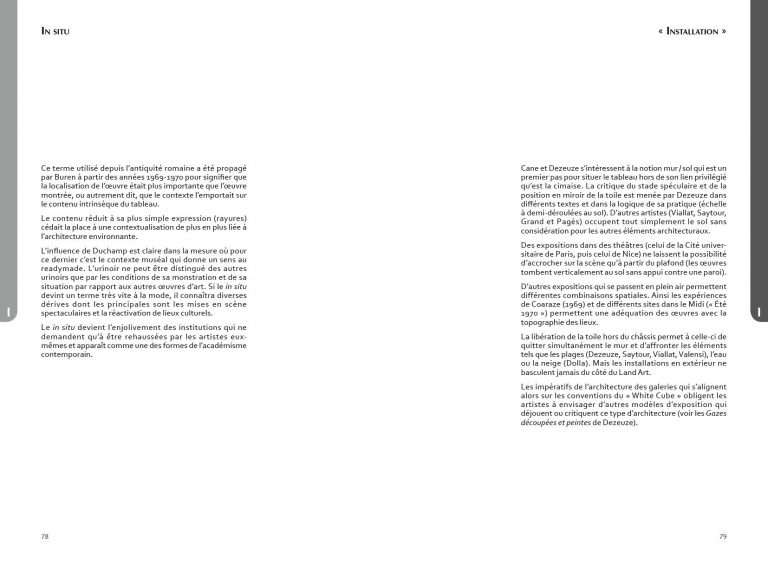 In situ
Ce terme utilisé depuis l’antiquité romaine a été propagé
par Buren à partir des années 1969-1970 pour signifier que
la localisation de l’œuvre était plus importante que l’œuvre
montrée, ou autrement dit, que le contexte l’emportait sur
le contenu intrinsèque du tableau.
Le contenu réduit à sa plus simple expression (rayures)
cédait la place à une contextualisation de plus en plus liée à
l’architecture environnante.
L’influence de Duchamp est claire dans la mesure où pour
ce dernier c’est le contexte muséal qui donne un sens au
readymade. L’urinoir ne peut être distingué des autres
urinoirs que par les conditions de sa monstration et de sa
situation par rapport aux autres œuvres d’art. Si le in situ
devint un terme très vite à la mode, il connaîtra diverses
dérives dont les principales sont les mises en scène
spectaculaires et la réactivation de lieux culturels.
Le in situ devient l’enjolivement des institutions qui ne
demandent qu’à être rehaussées par les artistes eux-
mêmes et apparaît comme une des formes de l’académisme
contemporain.
I
78
« Installation »
Cane et Dezeuze s’intéressent à la notion mur / sol qui est un
premier pas pour situer le tableau hors de son lien privilégié
qu’est la cimaise. La critique du stade spéculaire et de la
position en miroir de la toile est menée par Dezeuze dans
différents textes et dans la logique de sa pratique (échelle
à demi-déroulées au sol). D’autres artistes (Viallat, Saytour,
Grand et Pagès) occupent tout simplement le sol sans
considération pour les autres éléments architecturaux.
Des expositions dans des théâtres (celui de la Cité univer-
sitaire de Paris, puis celui de Nice) ne laissent la possibilité
d’accrocher sur la scène qu’à partir du plafond (les œuvres
tombent verticalement au sol sans appui contre une paroi).
D’autres expositions qui se passent en plein air permettent
différentes combinaisons spatiales. Ainsi les expériences
de Coaraze (1969) et de différents sites dans le Midi (« Été
1970 ») permettent une adéquation des œuvres avec la
topographie des lieux.
La libération de la toile hors du châssis permet à celle-ci de
quitter simultanément le mur et d’affronter les éléments
tels que les plages (Dezeuze, Saytour, Viallat, Valensi), l’eau
ou la neige (Dolla). Mais les installations en extérieur ne
basculent jamais du côté du Land Art.
Les impératifs de l’architecture des galeries qui s’alignent
alors sur les conventions du « White Cube » obligent les
artistes à envisager d’autres modèles d’exposition qui
déjouent ou critiquent ce type d’architecture (voir les Gazes
découpées et peintes de Dezeuze).
I
79